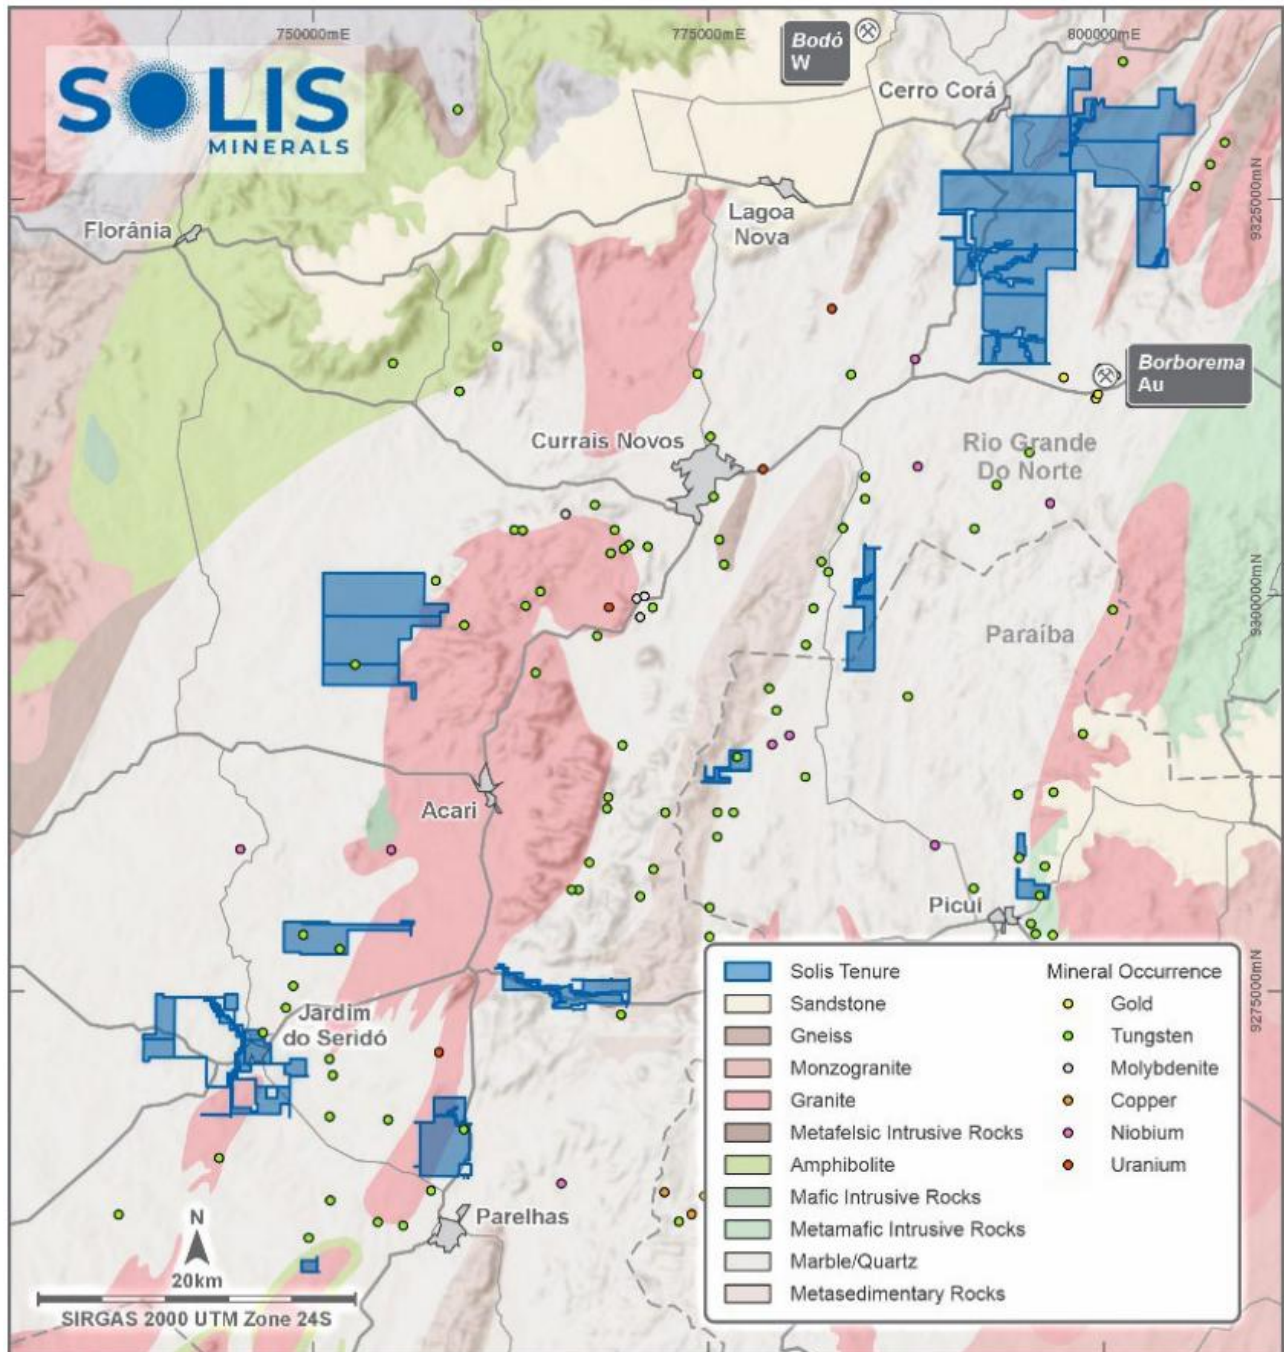 750000mE
775000mE
800000mE
SOLIS
MINERALS
Bodó
W
Cerro Corá
9325000mN
Florânia
Lagoa
Nova
Borborema
Au
Currais Novos
Rio Grande
Do Norte
9300000mN
Paraíba
Acari
Picuí
Jardim
do Seridó
9275000mN
Parelhas
Solis Tenure
Sandstone
Gneiss
Monzogranite
Granite
Metafelsic Intrusive Rocks
Amphibolite
Mafic Intrusive Rocks
Metamafic Intrusive Rocks
Marble/Quartz
Metasedimentary Rocks
Mineral Occurrence
Gold
Tungsten
Molybdenite
Copper
Niobium
Uranium
N
20km
SIRGAS 2000 UTM Zone 24S